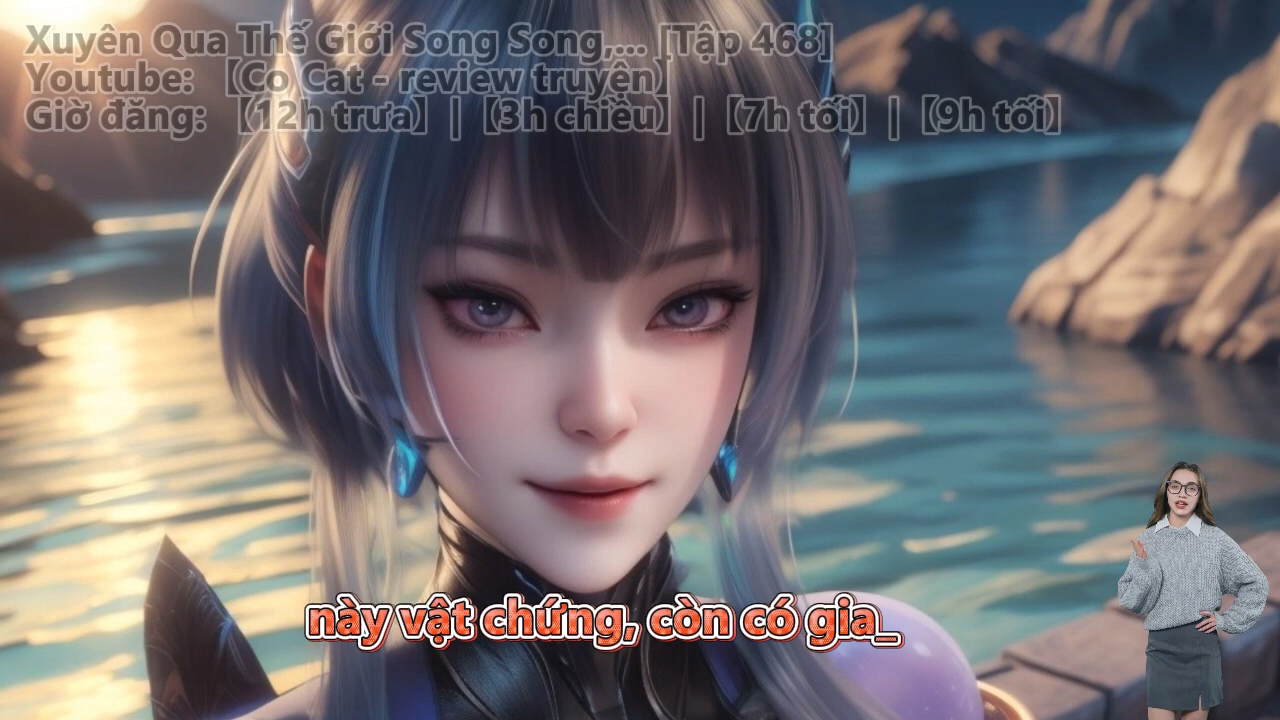 Xuyên Qua Thế Giới Song Song,... [Tập 468]
Youtube: [Co Cat - review truyện]
Giờ đăng: [12h trưa] | [3h chiều] | [7h tối] | [9h tối]
này vật chứng, còn có gia_